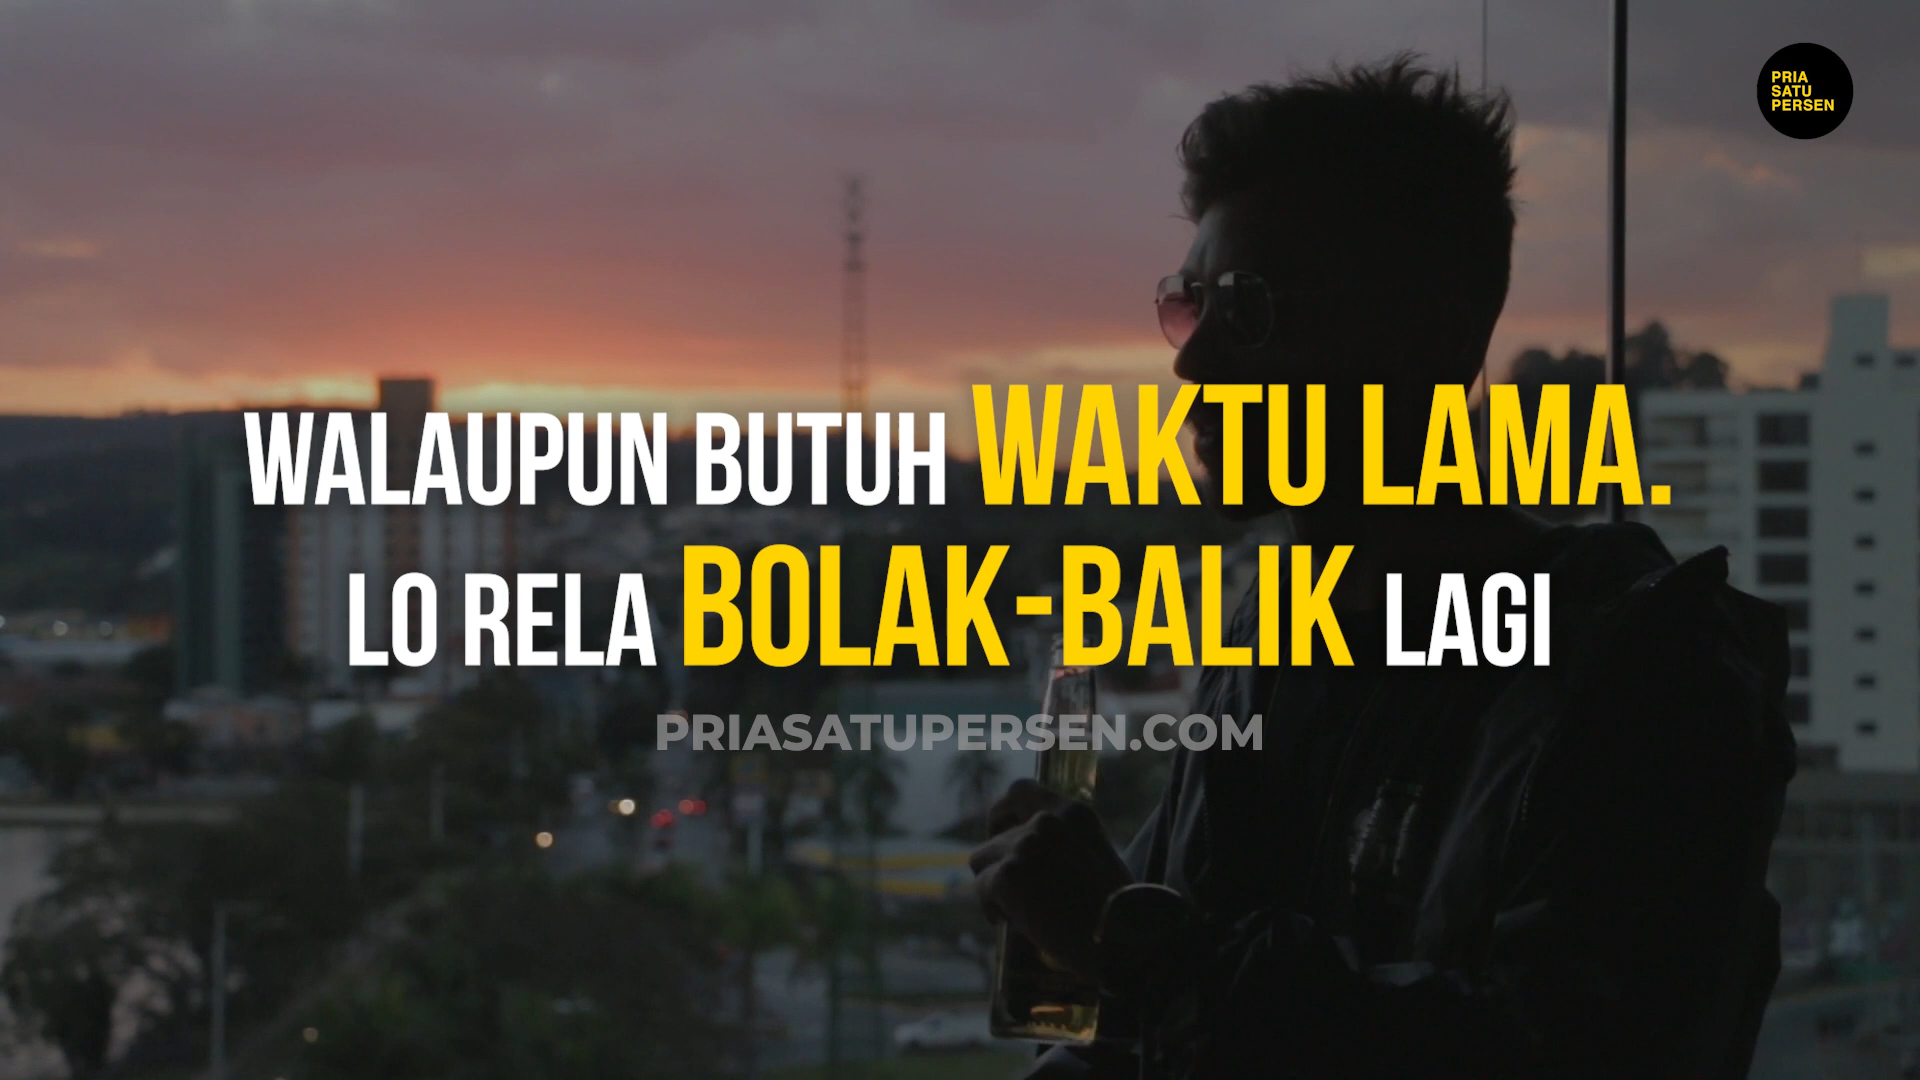 PRIA
SATU
PERSEN
WALAUPUN BUTUH WAKTU LAMA.
LO RELA BOLAK-BALIK LAGI
PRIASATUPERSEN.COM